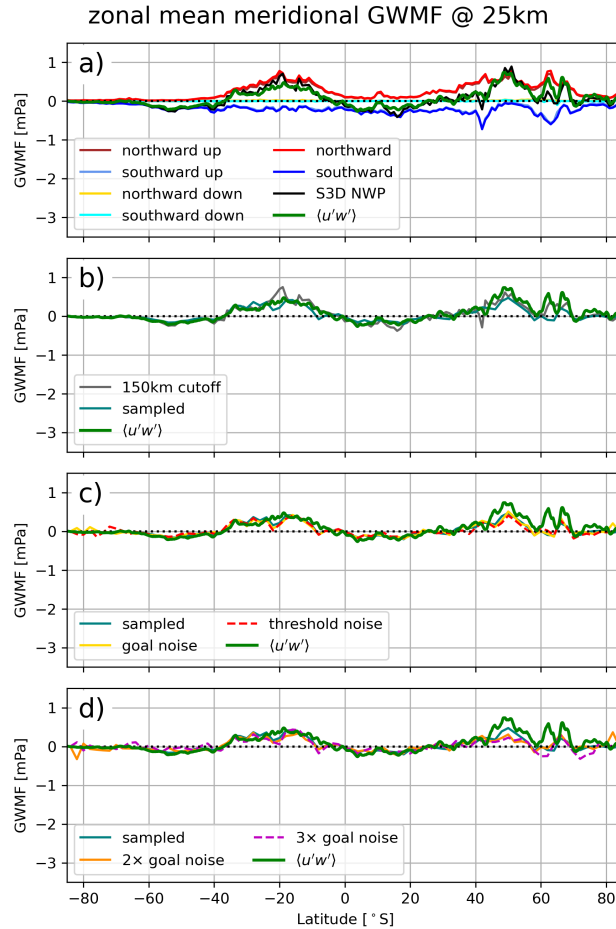 zonal mean meridional GWMF @ 25km
a)
GWMF [mPa]
1
0
−1
−2
−3
northward up
southward up
northward down
southward down
northward
southward
S3D NWP
⟨u'w'⟩
b)
GWMF [mPa]
1
0
−1
−2
−3
150km cutoff
sampled
⟨u'w'⟩
c)
GWMF [mPa]
1
0
−1
−2
−3
sampled
goal noise
threshold noise
⟨u'w'⟩
d)
GWMF [mPa]
1
0
−1
−2
−3
sampled
2× goal noise
3× goal noise
⟨u'w'⟩
−80 −60 −40 −20 0 20 40 60 80
Latitude [°S]